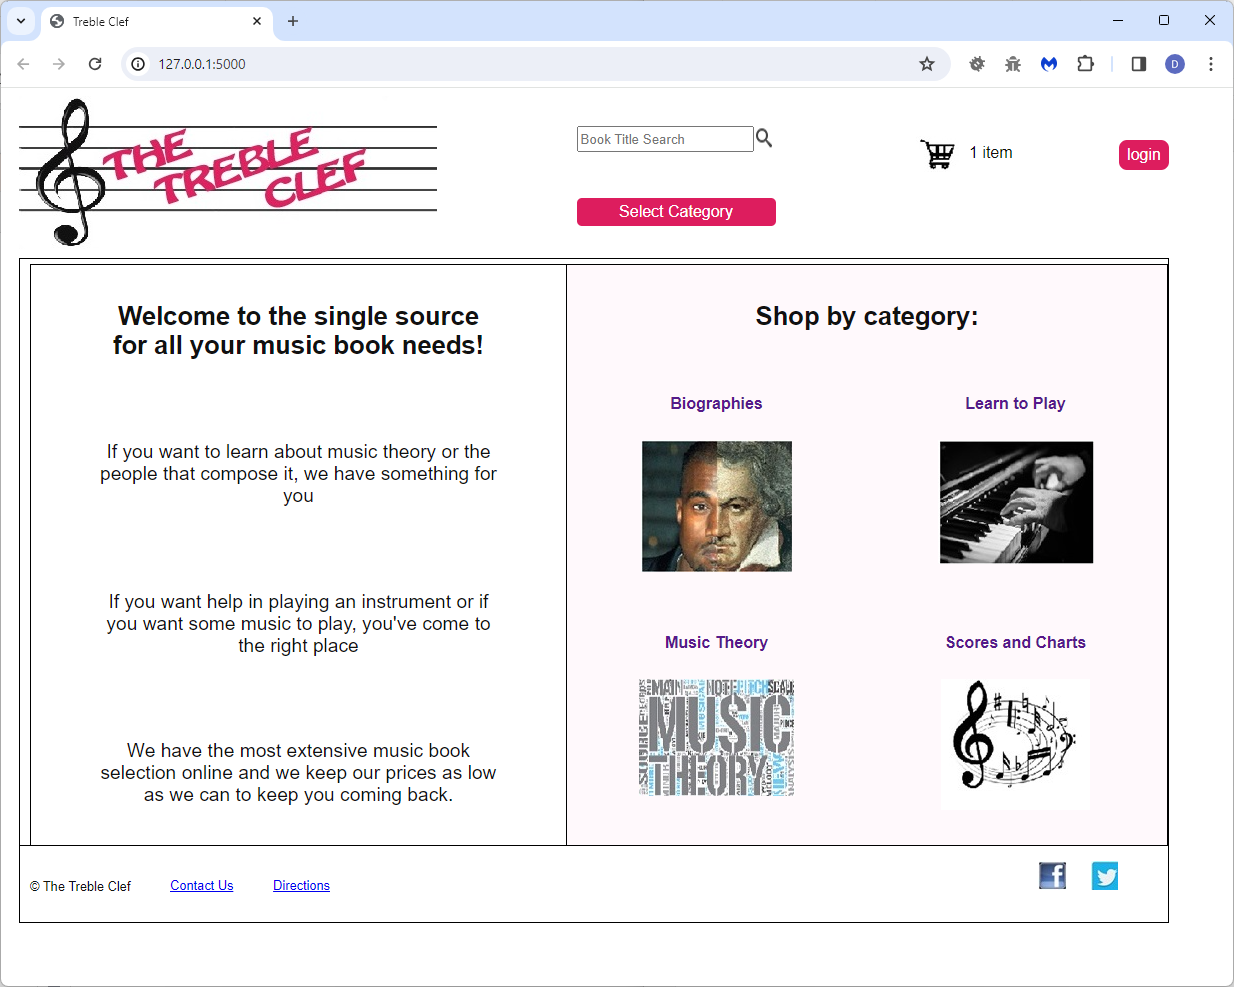 Treble Clef
127.0.0.1:5000
D
THE
TREBLE
CLEF
Book Title Search
1 item
login
Select Category
Welcome to the single source
for all your music book needs!
If you want to learn about music theory or the
people that compose it, we have something for
you
If you want help in playing an instrument or if
you want some music to play, you've come to
the right place
We have the most extensive music book
selection online and we keep our prices as low
as we can to keep you coming back.
Shop by category:
Biographies
Learn to Play
Music Theory
Scores and Charts
MAIN NOTE PITCH SCALE
MUSIC
THEORY
© The Treble Clef
Contact Us
Directions
f